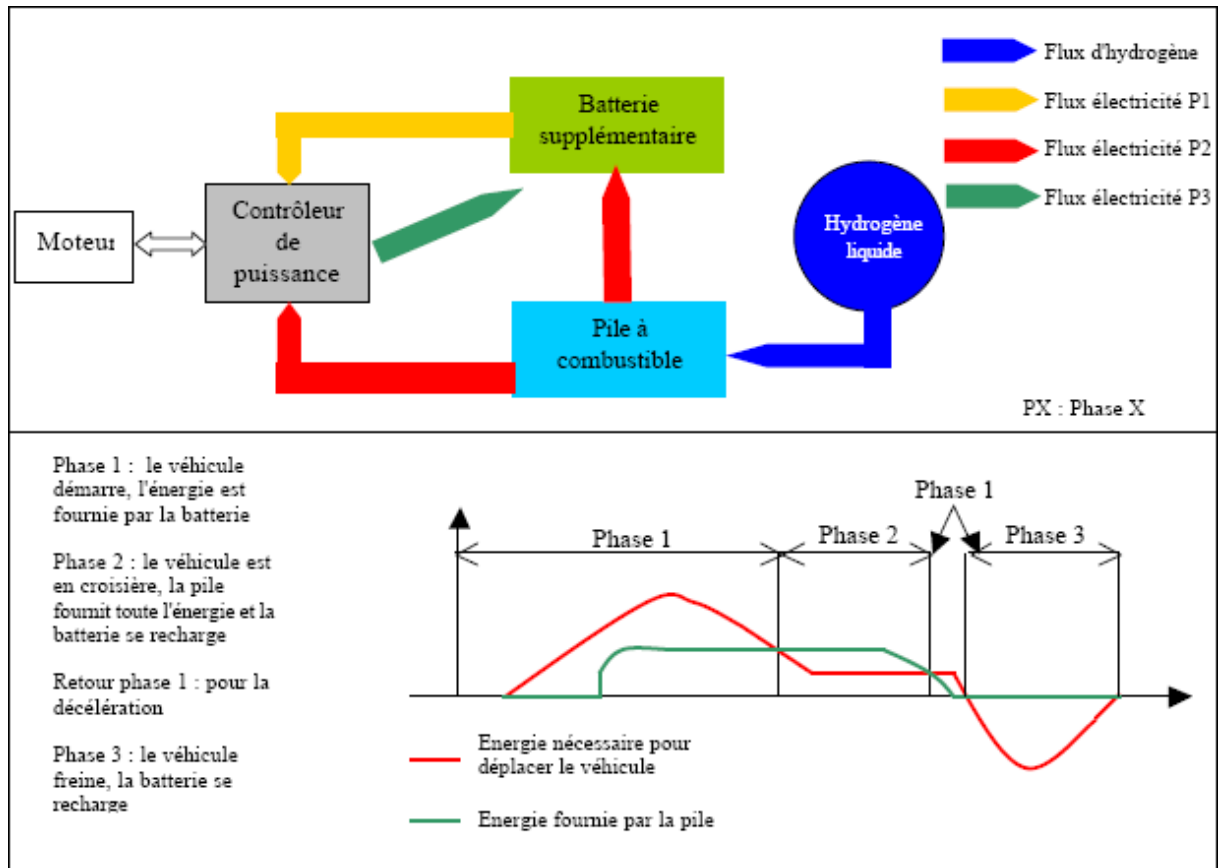 Batterie
supplémentaire
Flux d'hydrogène
Flux électricité P1
Flux électricité P2
Flux électricité P3
Moteur
Contrôleur
de
puissance
Hydrogène
liquide
Pile à
combustible
PX : Phase X
Phase 1 : le véhicule
démarre, l'énergie est
fournie par la batterie
Phase 2 : le véhicule est
en croisière, la pile
fournit toute l'énergie et la
batterie se recharge
Retour phase 1 : pour la
décélération
Phase 3 : le véhicule
freine, la batterie se
recharge
Phase 1
Phase 1
Phase 2
Phase 3
Energie nécessaire pour
déplacer le véhicule
Energie fournie par la pile